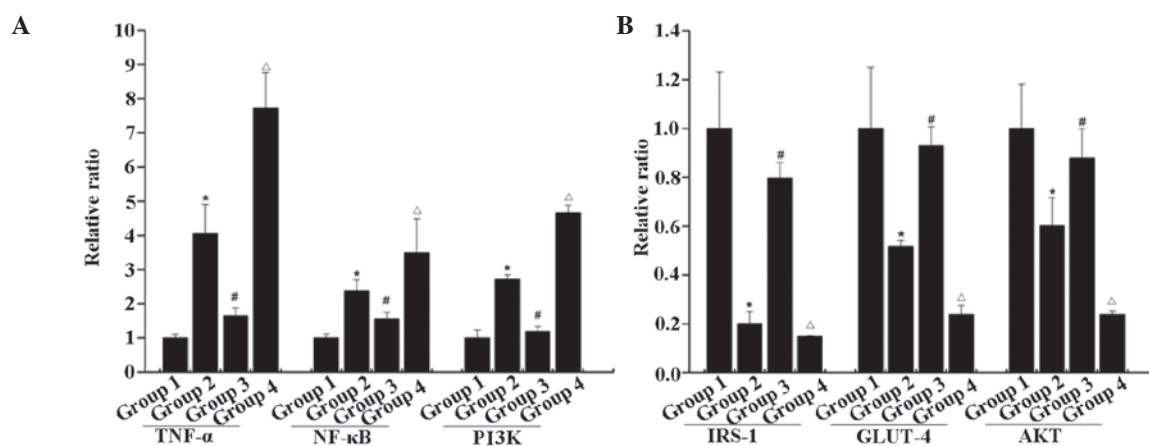 A
10
9
8
7
6
5
4
3
2
1
0
Relative ratio
* # △ * # △ * # △
Group 1 Group 2 Group 3 Group 4 Group 1 Group 2 Group 3 Group 4 Group 1 Group 2 Group 3 Group 4
TNF-α NF-κB PI3K
B
1.4
1.2
1.0
0.8
0.6
0.4
0.2
0.0
Relative ratio
* # △ * # △ * # △
Group 1 Group 2 Group 3 Group 4 Group 1 Group 2 Group 3 Group 4 Group 1 Group 2 Group 3 Group 4
IRS-1 GLUT-4 AKT